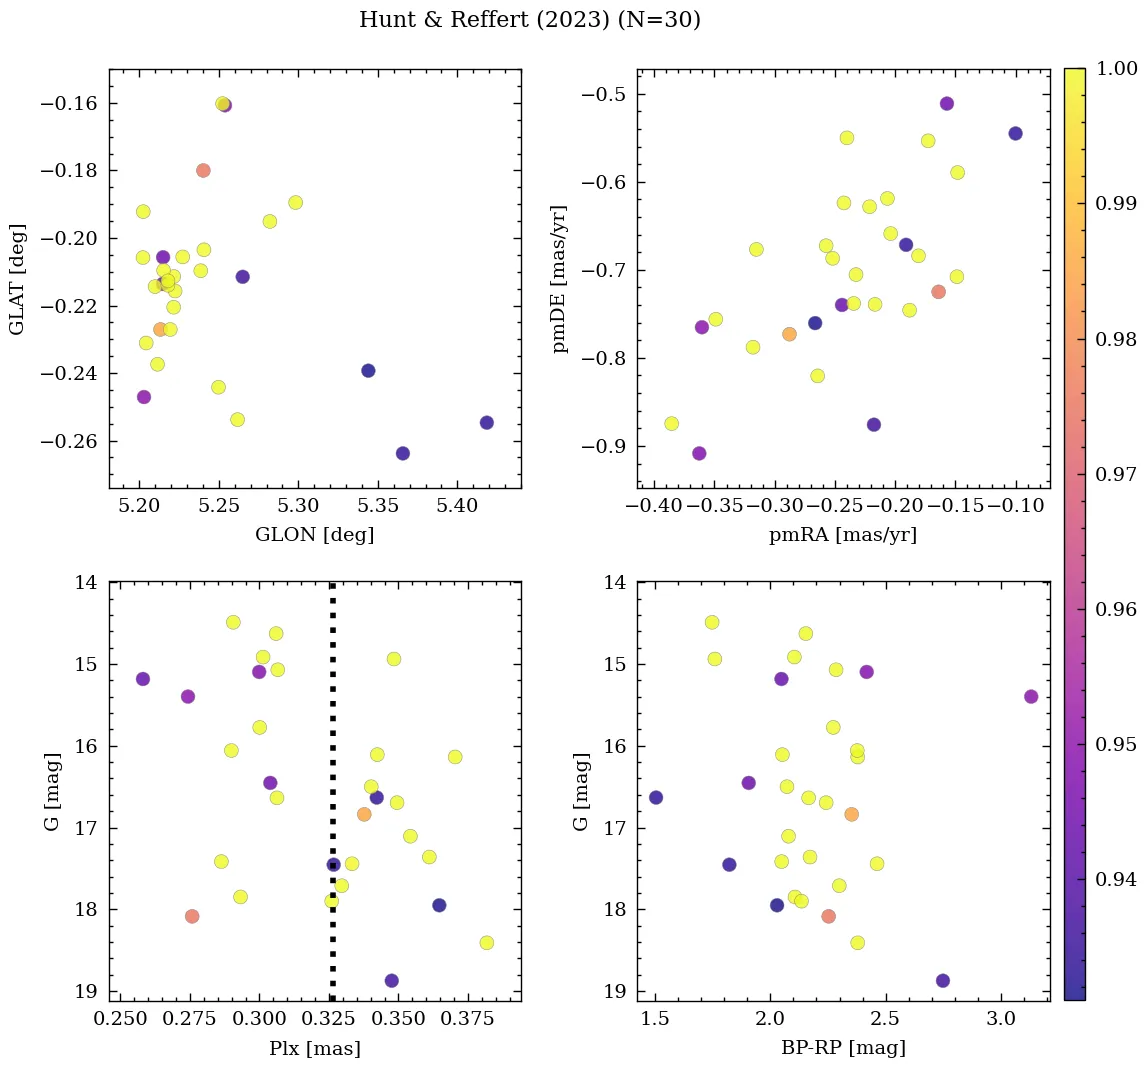 Hunt & Reffert (2023) (N=30)
−0.16
−0.18
−0.20
−0.22
−0.24
−0.26
GLAT [deg]
5.20 5.25 5.30 5.35 5.40
GLON [deg]
−0.5
−0.6
−0.7
−0.8
−0.9
pmDE [mas/yr]
−0.40 −0.35 −0.30 −0.25 −0.20 −0.15 −0.10
pmRA [mas/yr]
14
15
16
17
18
19
G [mag]
0.250 0.275 0.300 0.325 0.350 0.375
Plx [mas]
14
15
16
17
18
19
G [mag]
1.5 2.0 2.5 3.0
BP-RP [mag]
1.00
0.99
0.98
0.97
0.96
0.95
0.94